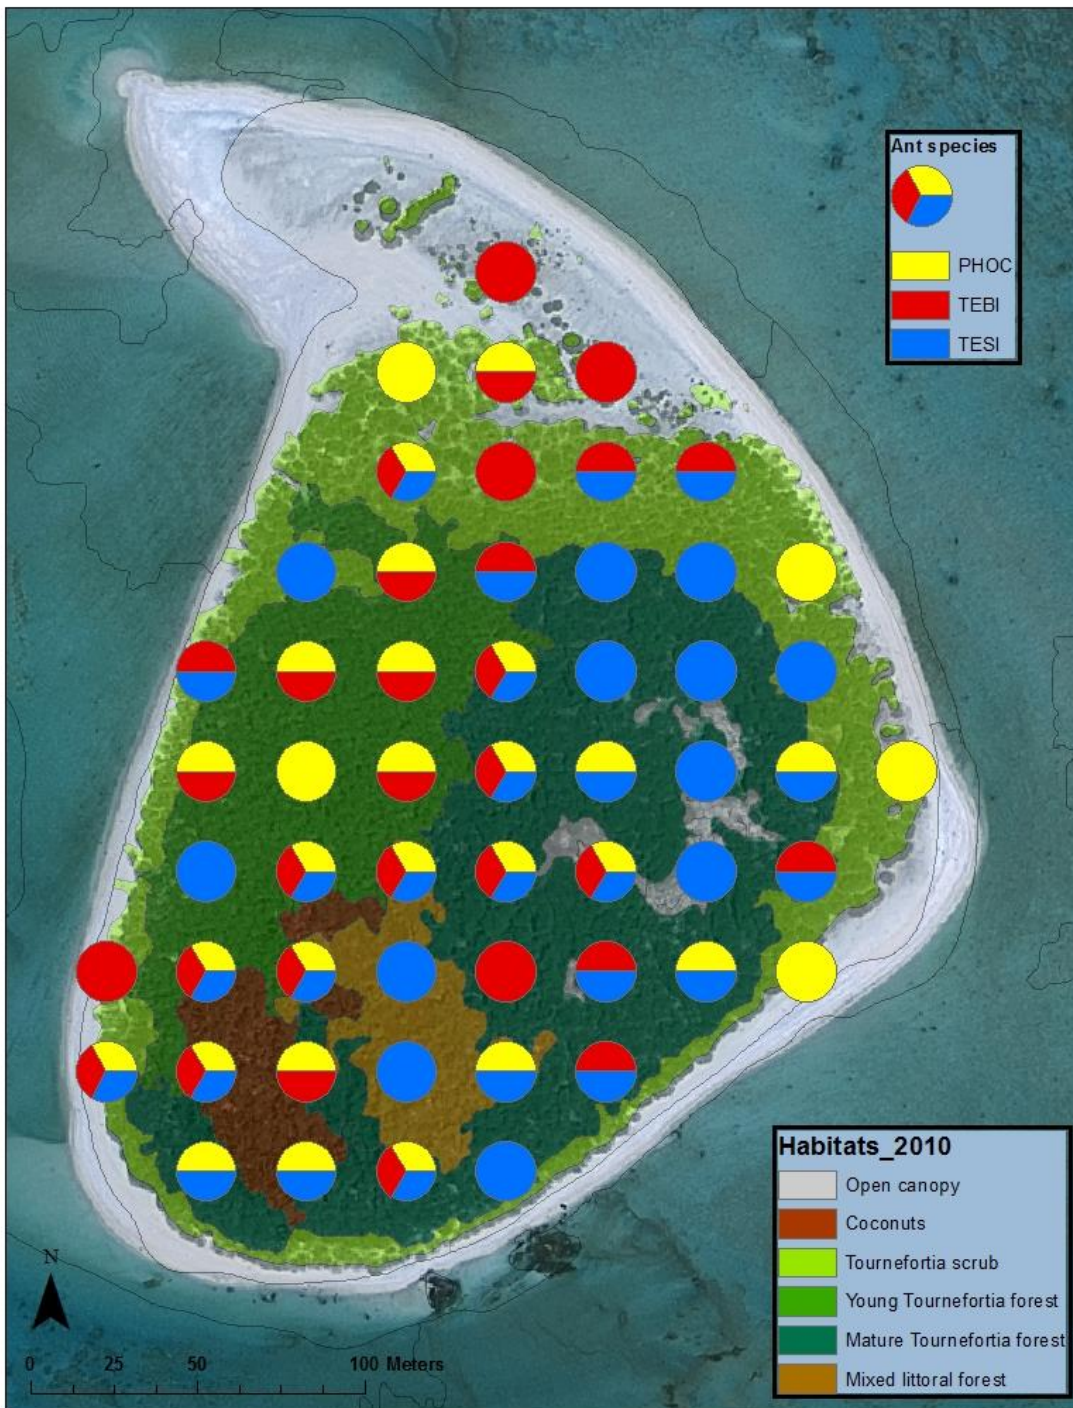 Ant species
PHOC
TEBI
TESI
Habitats_2010
Open canopy
Coconuts
Tournefortia scrub
Young Tournefortia forest
Mature Tournefortia forest
Mixed littoral forest
N
0 25 50 100 Meters